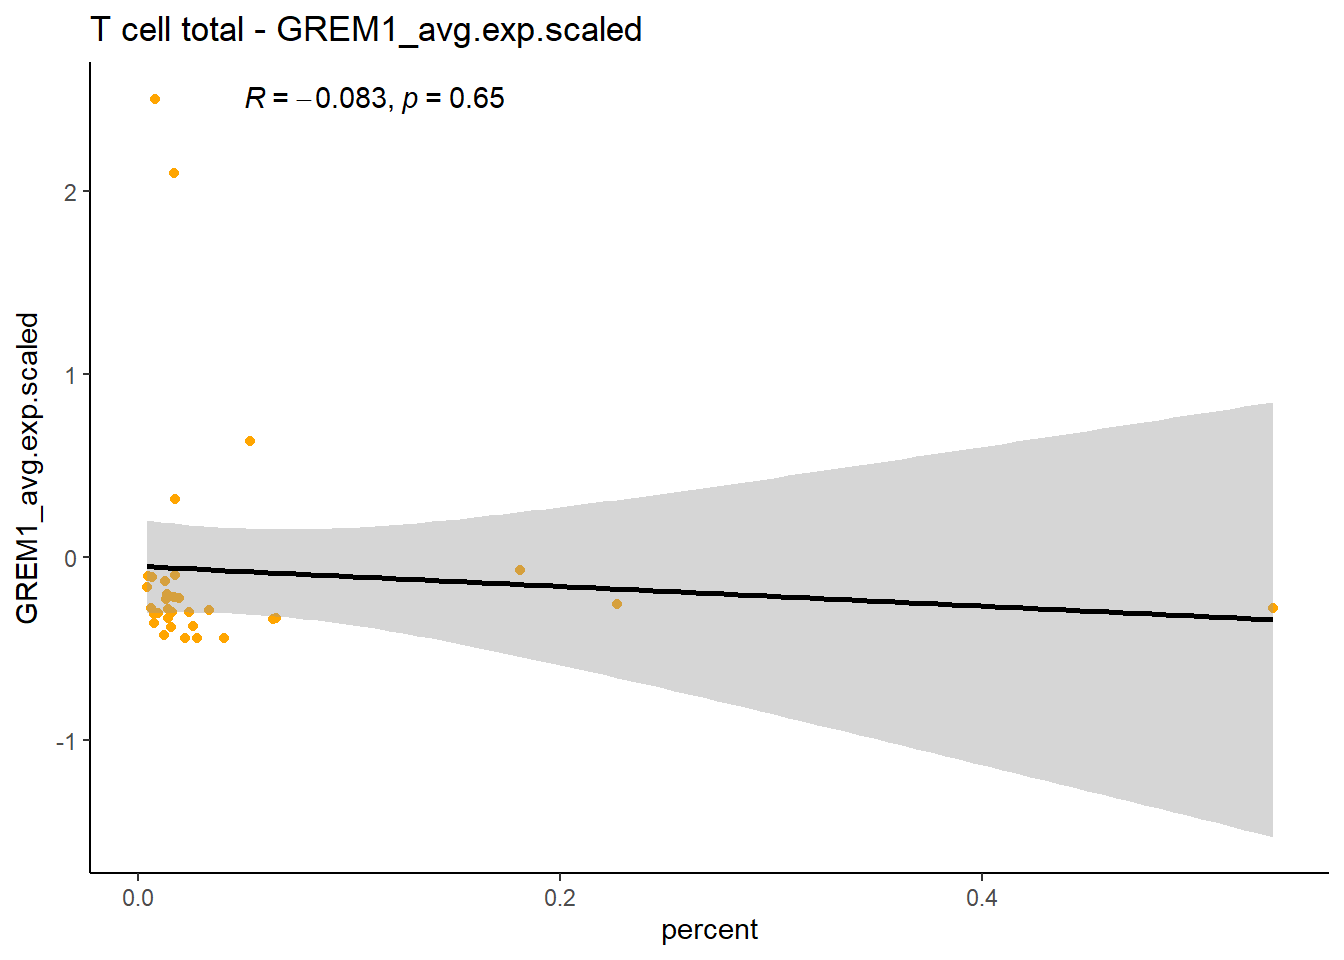 T cell total - GREM1_avg.exp.scaled
R = −0.083, p = 0.65
2
1
0
-1
GREM1_avg.exp.scaled
0.0 0.2 0.4
percent